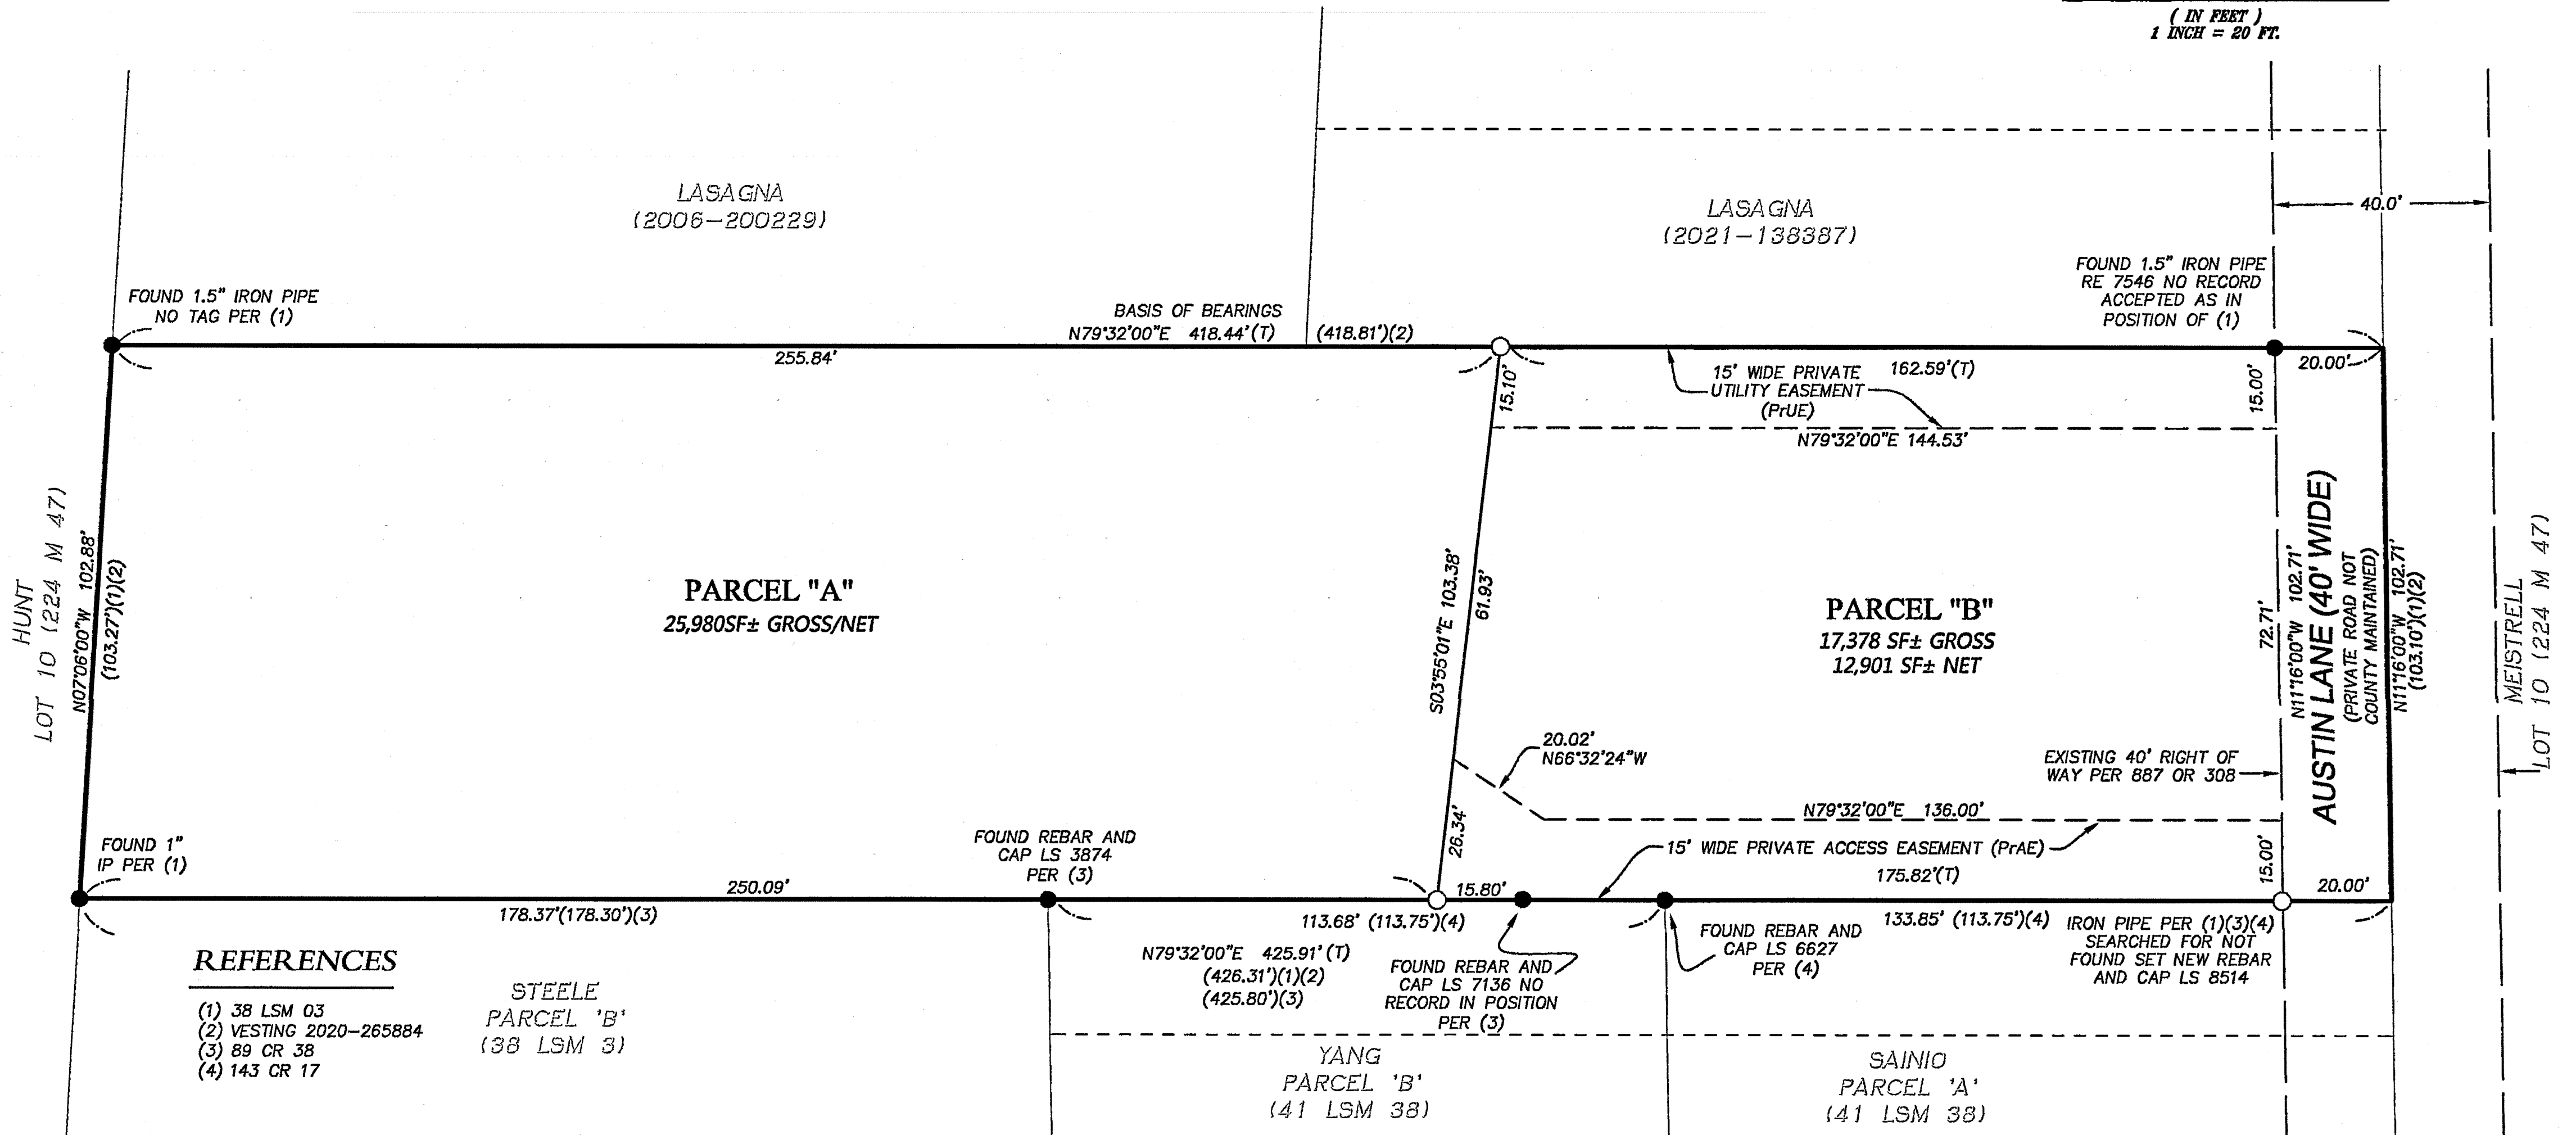 ( IN FEET )
1 INCH = 20 FT.
LASAGNA
(2006-200229)
LASAGNA
(2021-138387)
40.0'
FOUND 1.5" IRON PIPE
NO TAG PER (1)
BASIS OF BEARINGS
N79°32'00"E 418.44'(T) (418.81')(2)
FOUND 1.5" IRON PIPE
RE 7546 NO RECORD
ACCEPTED AS IN
POSITION OF (1)
255.84'
15.10'
15' WIDE PRIVATE
UTILITY EASEMENT
(PrUE)
162.59'(T)
15.00'
20.00'
N79°32'00"E 144.53'
HUNT
LOT 10 (224 M 47)
N07°06'00"W 102.88'
(103.27')(1)(2)
PARCEL "A"
25,980SF± GROSS/NET
S03°55'01"E 103.38'
61.93'
PARCEL "B"
17,378 SF± GROSS
12,901 SF± NET
72.71'
N11°16'00"W 102.71'
AUSTIN LANE (40' WIDE)
(PRIVATE ROAD NOT
COUNTY MAINTAINED)
N11°16'00"W 102.71'
(103.10')(1)(2)
MEISTRELL
LOT 10 (224 M 47)
20.02'
N66°32'24"W
EXISTING 40' RIGHT OF
WAY PER 887 OR 308
N79°32'00"E 136.00'
FOUND 1"
IP PER (1)
FOUND REBAR AND
CAP LS 3874
PER (3)
26.34'
15' WIDE PRIVATE ACCESS EASEMENT (PrAE)
15.00'
250.09'
15.80'
175.82'(T)
20.00'
178.37'(178.30')(3)
113.68' (113.75')(4)
133.85' (113.75')(4)
N79°32'00"E 425.91'(T)
(426.31')(1)(2)
(425.80')(3)
FOUND REBAR AND
CAP LS 7136 NO
RECORD IN POSITION
PER (3)
FOUND REBAR AND
CAP LS 6627
PER (4)
IRON PIPE PER (1)(3)(4)
SEARCHED FOR NOT
FOUND SET NEW REBAR
AND CAP LS 8514
REFERENCES
(1) 38 LSM 03
(2) VESTING 2020-265884
(3) 89 CR 38
(4) 143 CR 17
STEELE
PARCEL 'B'
(38 LSM 3)
YANG
PARCEL 'B'
(41 LSM 38)
SAINIO
PARCEL 'A'
(41 LSM 38)